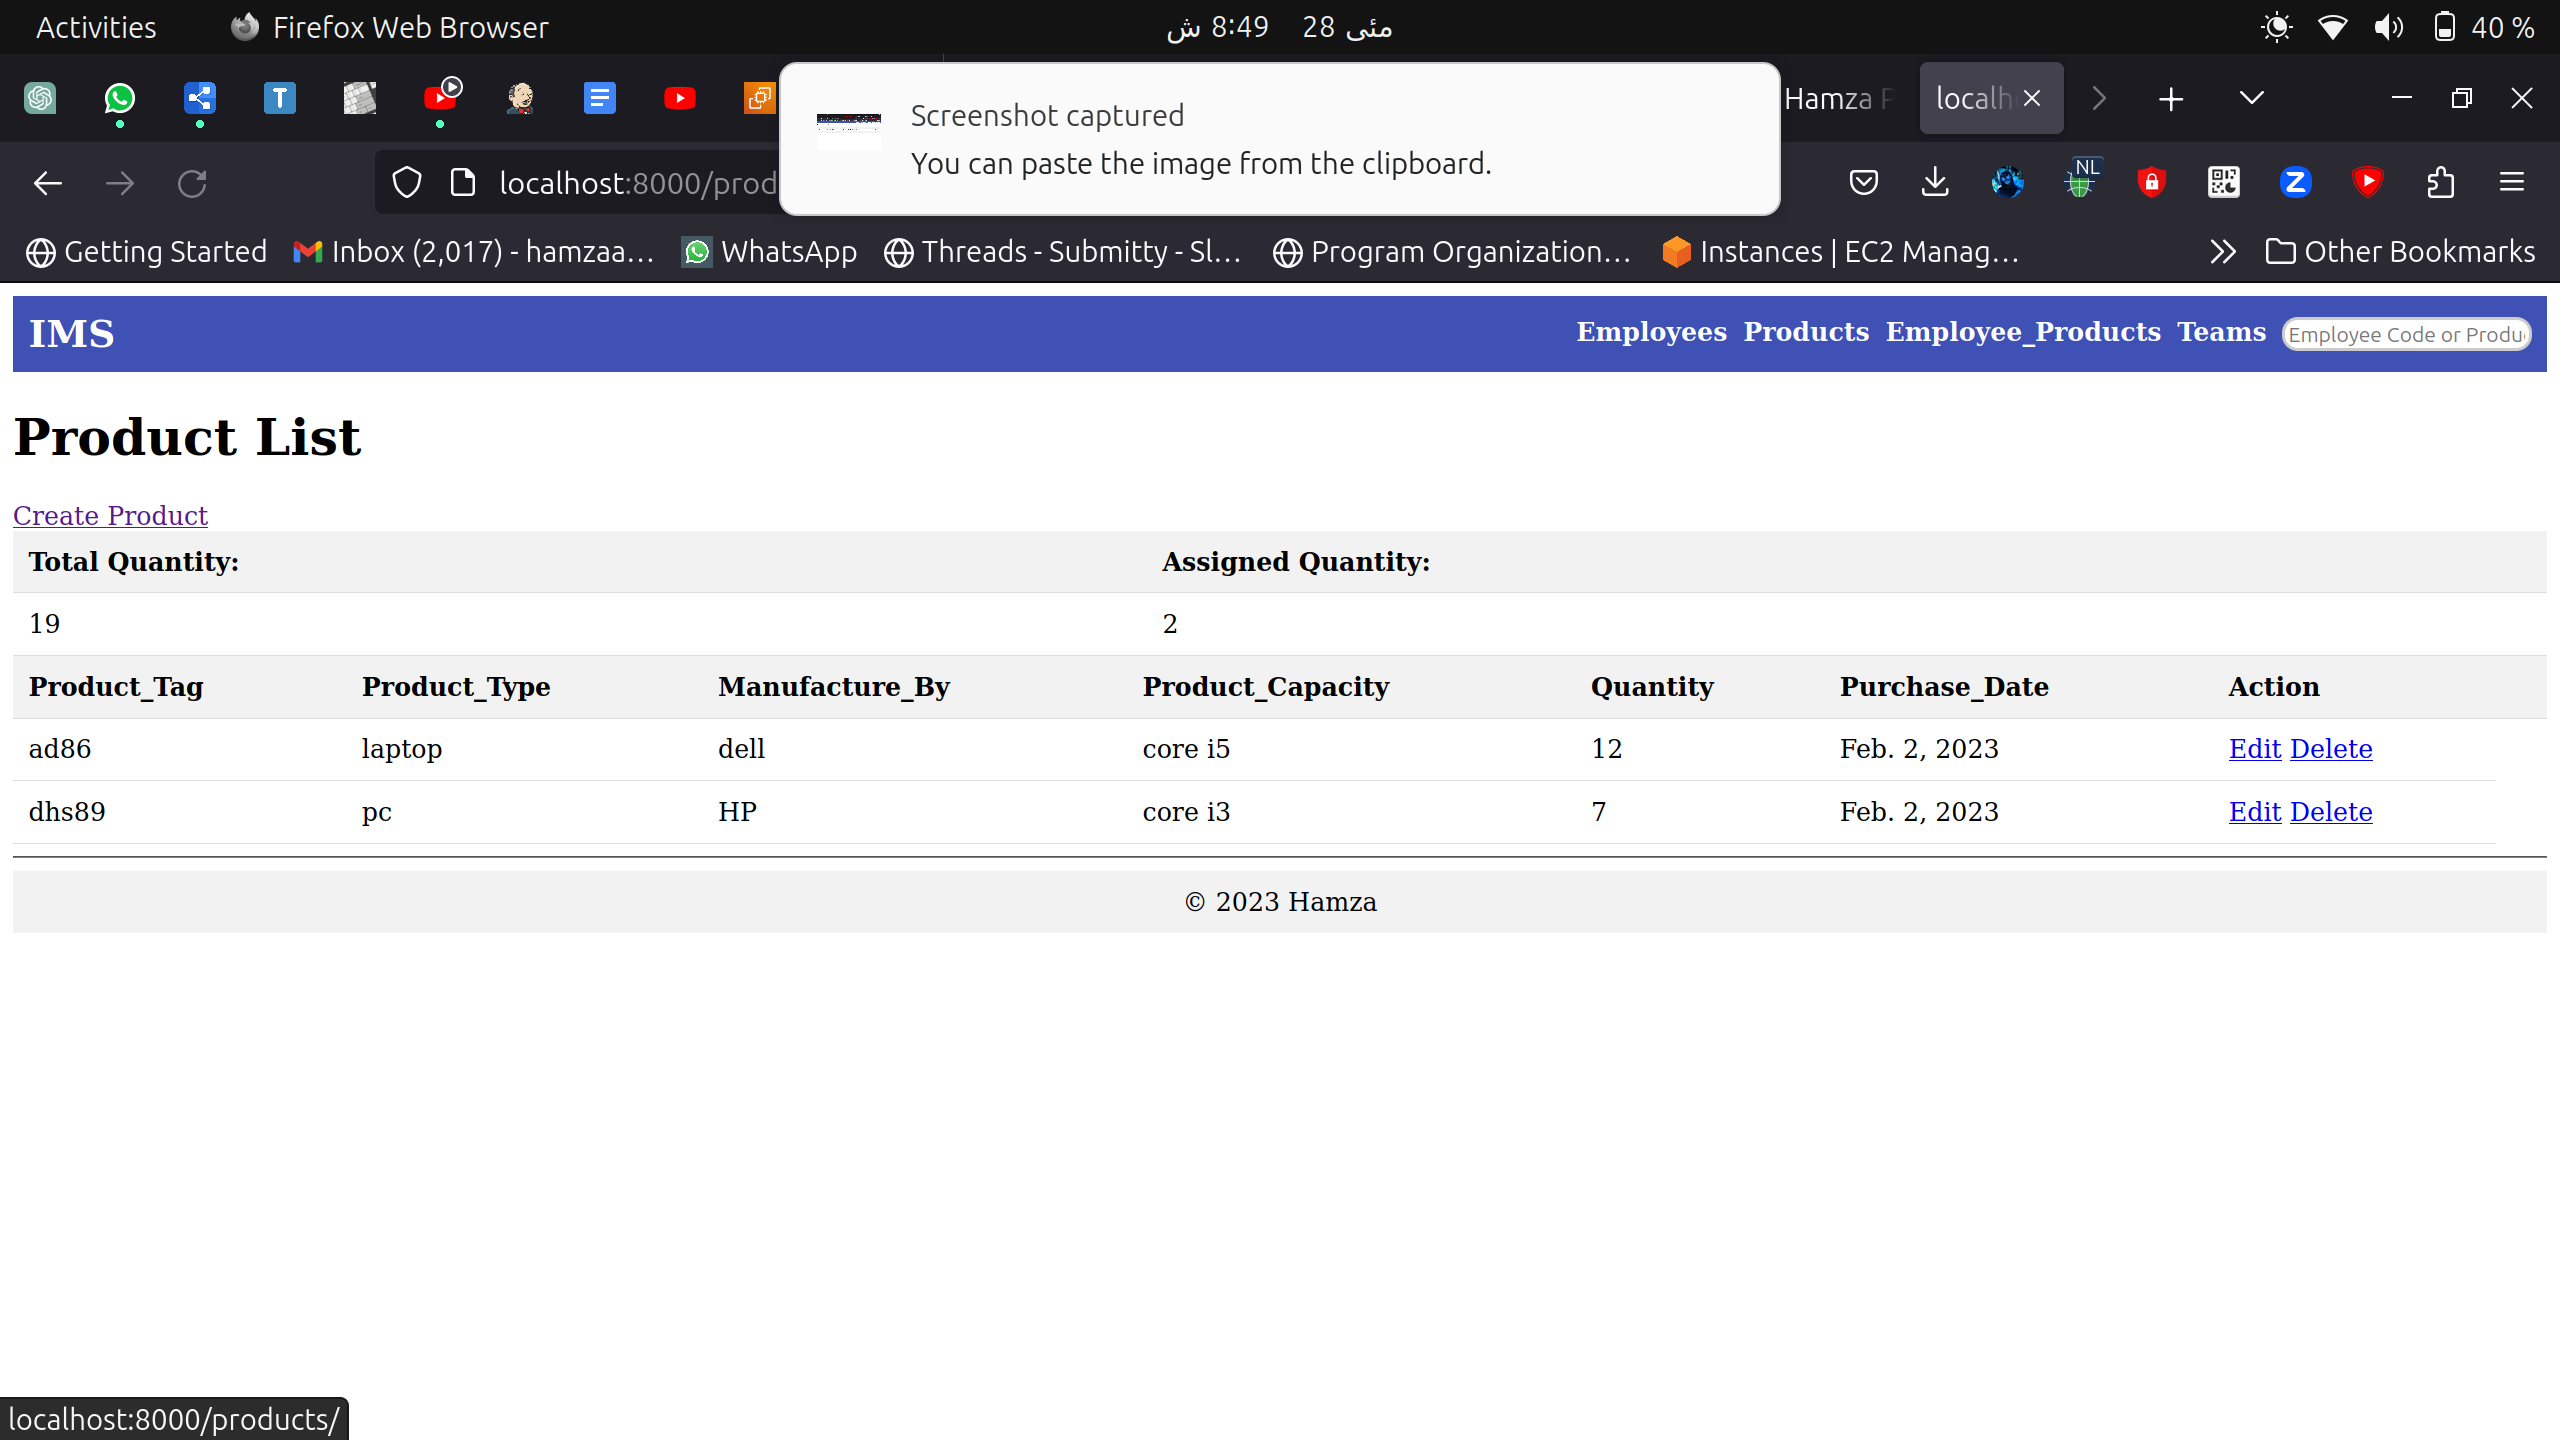 Activities Firefox Web Browser مئی 28 8:49 ش 40 %
Hamza P localh
localhost:8000/prod NL
Screenshot captured
You can paste the image from the clipboard.
Getting Started Inbox (2,017) - hamzaa… WhatsApp Threads - Submitty - Sl… Program Organization… Instances | EC2 Manag… Other Bookmarks
IMS Employees Products Employee_Products Teams Employee Code or Produ
Product List
Create Product
Total Quantity: Assigned Quantity:
19 2
Product_Tag Product_Type Manufacture_By Product_Capacity Quantity Purchase_Date Action
ad86 laptop dell core i5 12 Feb. 2, 2023 Edit Delete
dhs89 pc HP core i3 7 Feb. 2, 2023 Edit Delete
© 2023 Hamza
localhost:8000/products/